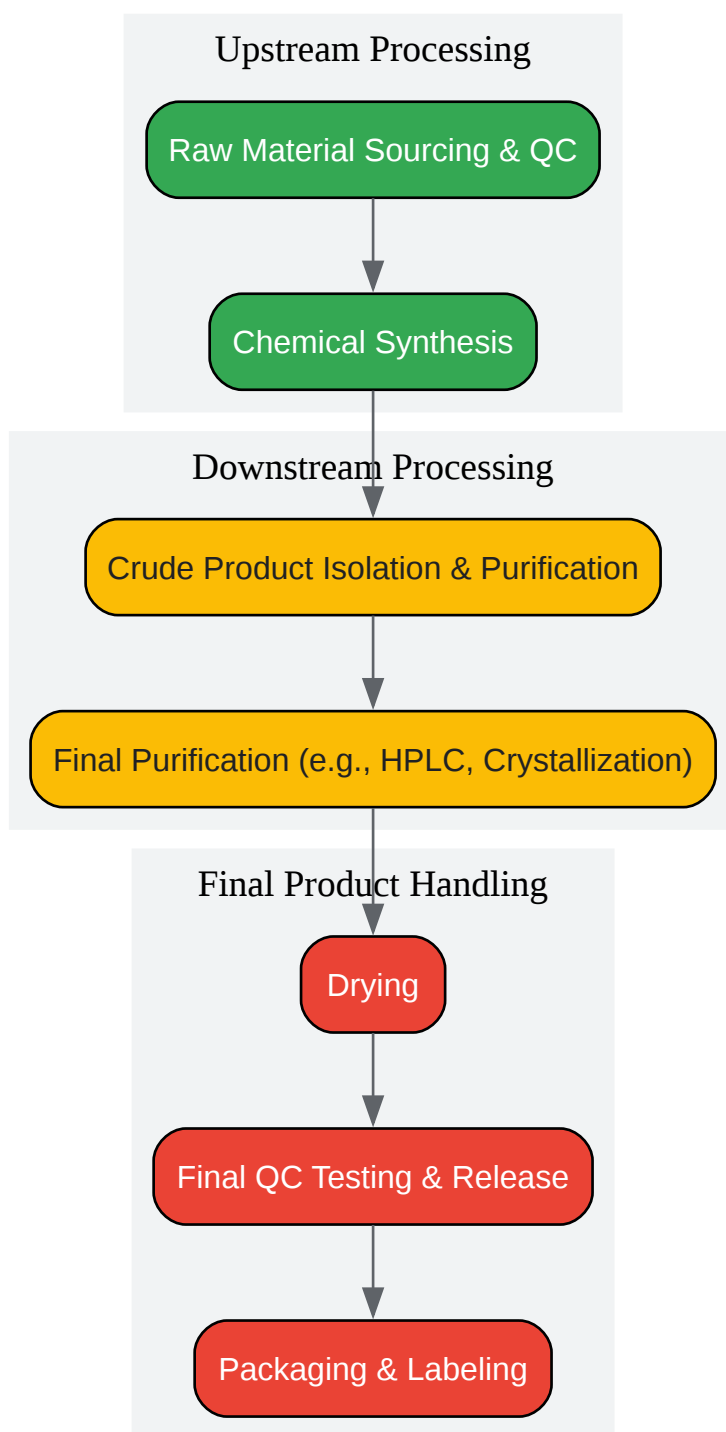 Upstream Processing
Raw Material Sourcing & QC
Chemical Synthesis
Downstream Processing
Crude Product Isolation & Purification
Final Purification (e.g., HPLC, Crystallization)
Final Product Handling
Drying
Final QC Testing & Release
Packaging & Labeling